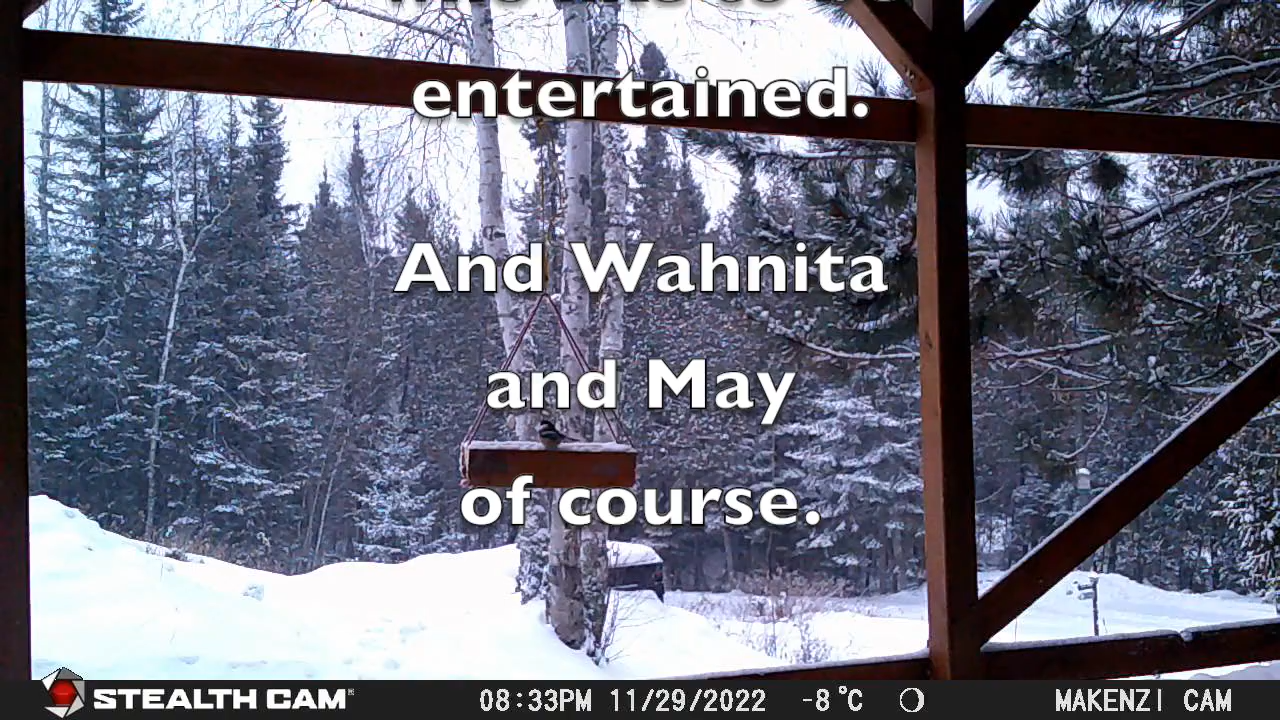 entertained.
And Wahnita
and May
of course.
STEALTH CAM 08:33PM 11/29/2022 -8°C MAKENZI CAM